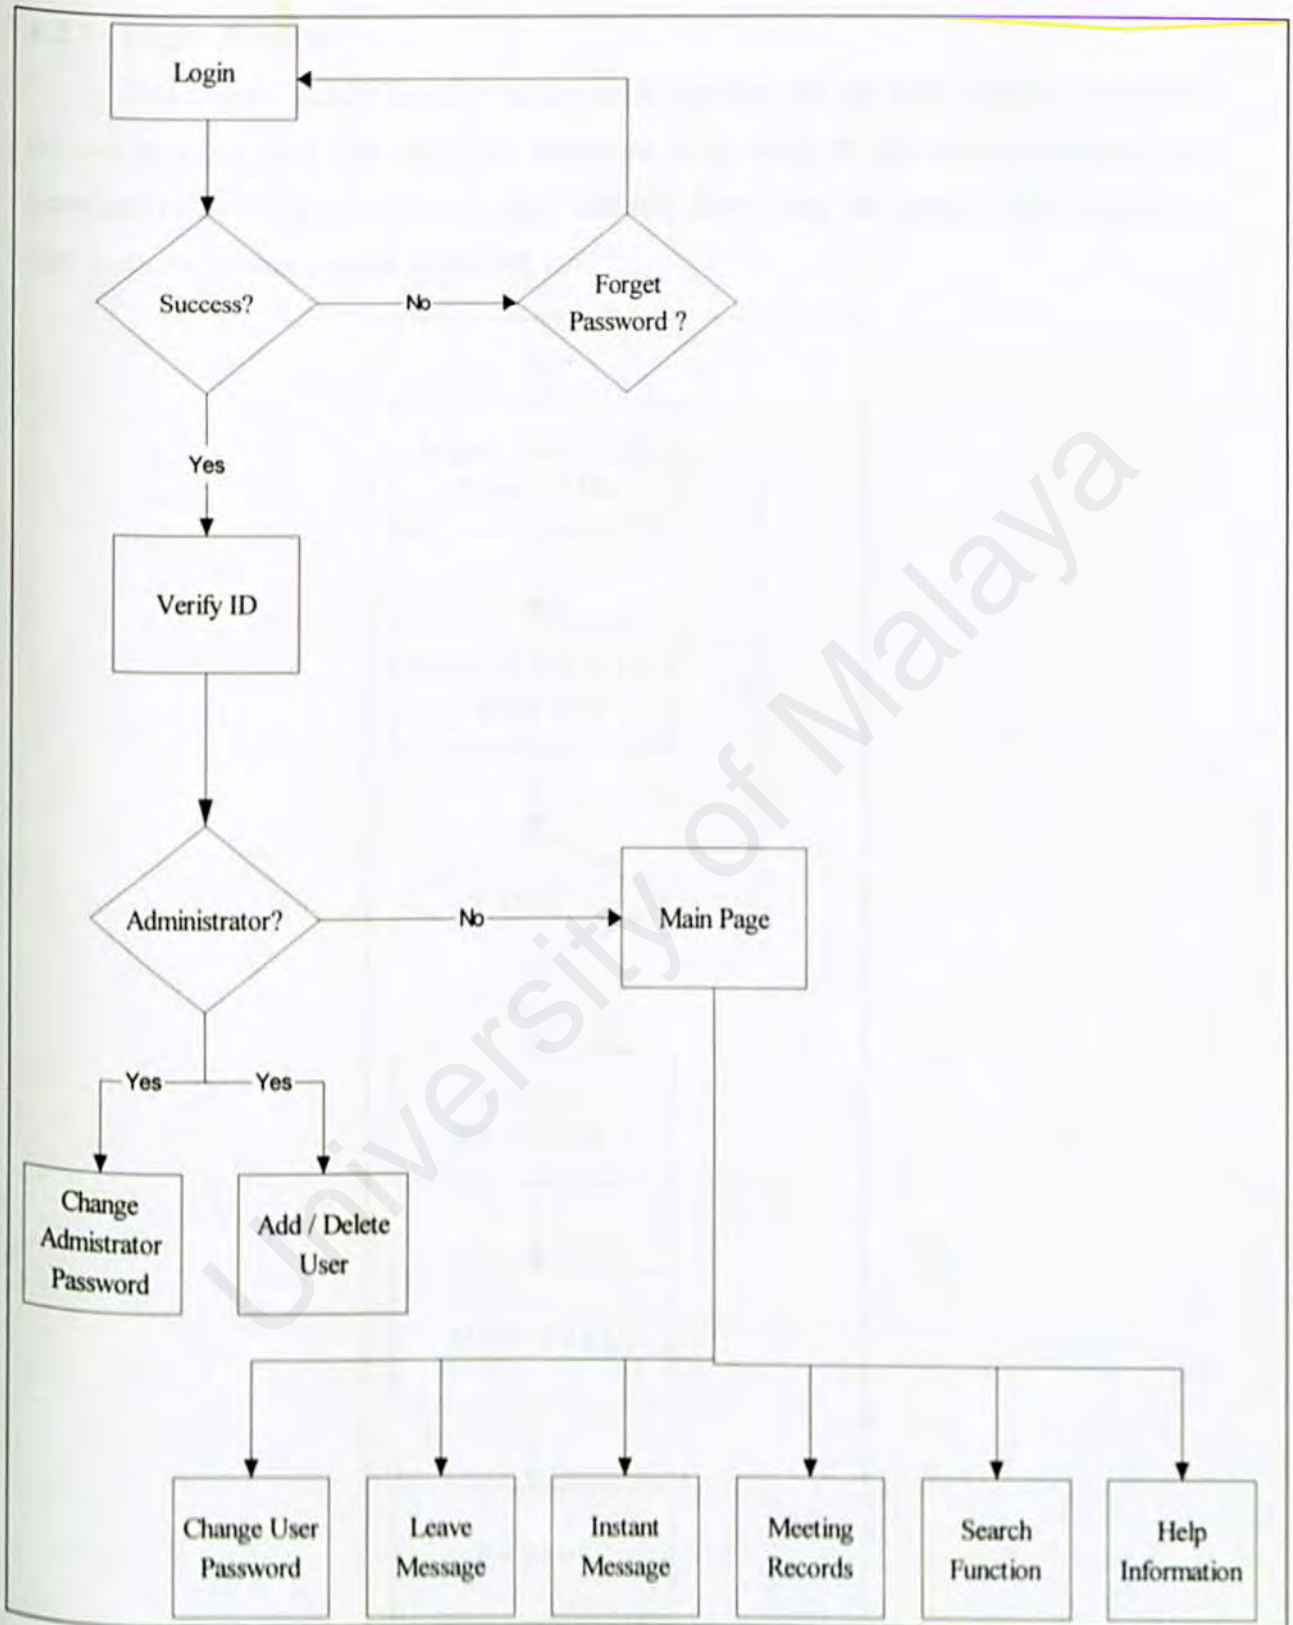 Login
Success?
No
Forget
Password ?
Yes
Verify ID
Administrator?
No
Main Page
Yes
Yes
Change
Admistrator
Password
Add / Delete
User
Change User
Password
Leave
Message
Instant
Message
Meeting
Records
Search
Function
Help
Information
University of Malaya